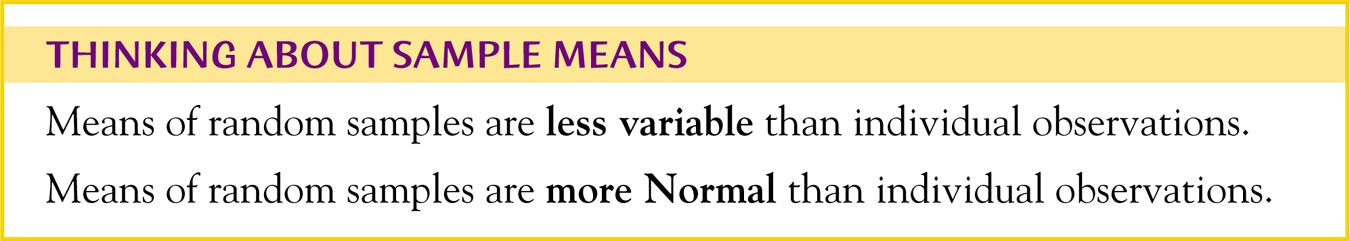 THINKING ABOUT SAMPLE MEANS
Means of random samples are less variable than individual observations.
Means of random samples are more Normal than individual observations.